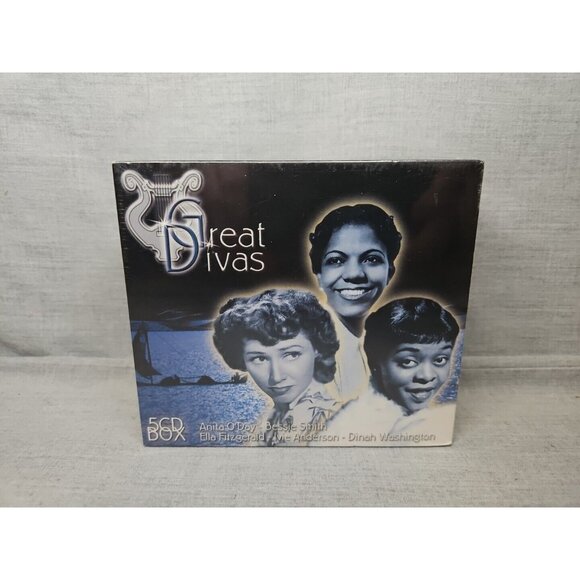 Great
Divas
5CD
BOX
Anita O'Day - Bessie Smith
Ella Fitzgerald - Ivie Anderson - Dinah Washington